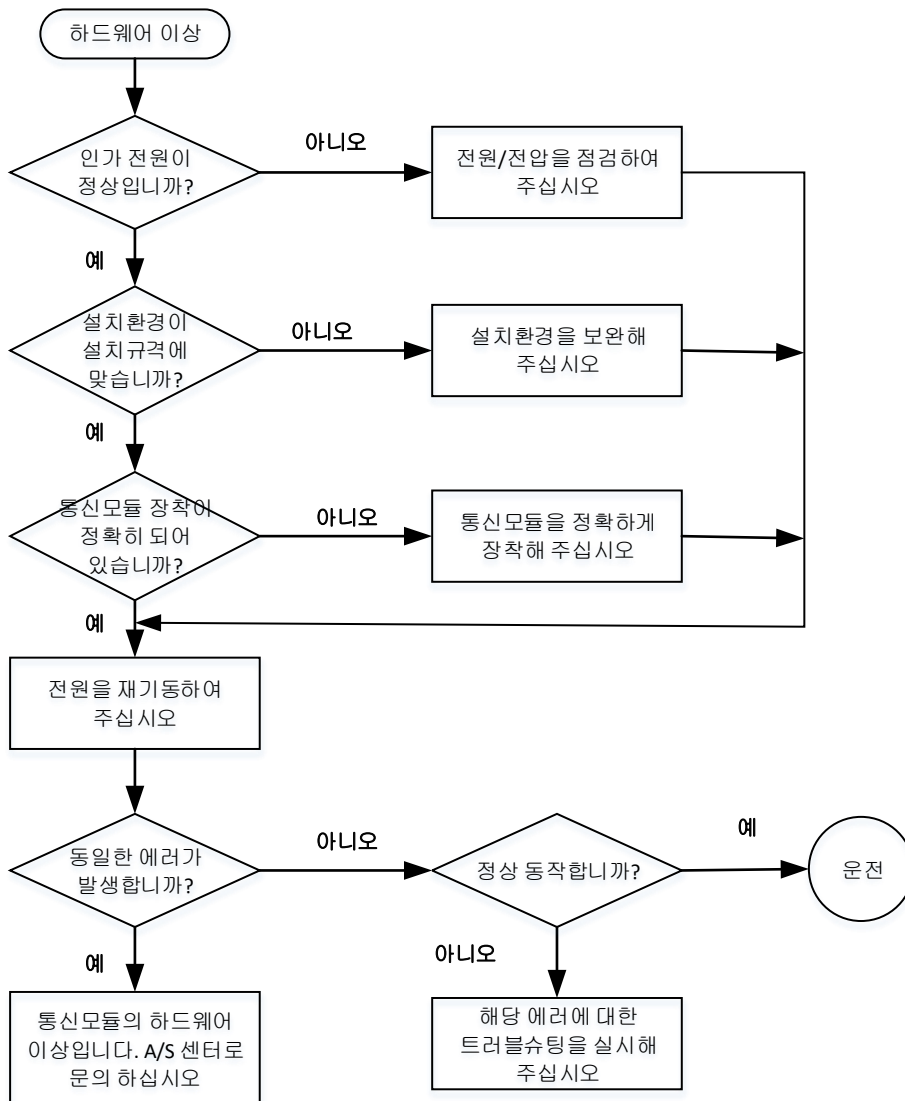 하드웨어 이상
인가 전원이
정상입니까?
아니오
전원/전압을 점검하여
주십시오
예
설치환경이
설치규격에
맞습니까?
아니오
설치환경을 보완해
주십시오
예
통신모듈 장착이
정확히 되어
있습니까?
아니오
통신모듈을 정확하게
장착해 주십시오
예
전원을 재기동하여
주십시오
동일한 에러가
발생합니까?
아니오
정상 동작합니까?
예
운전
예
통신모듈의 하드웨어
이상입니다. A/S 센터로
문의 하십시오
아니오
해당 에러에 대한
트러블슈팅을 실시해
주십시오